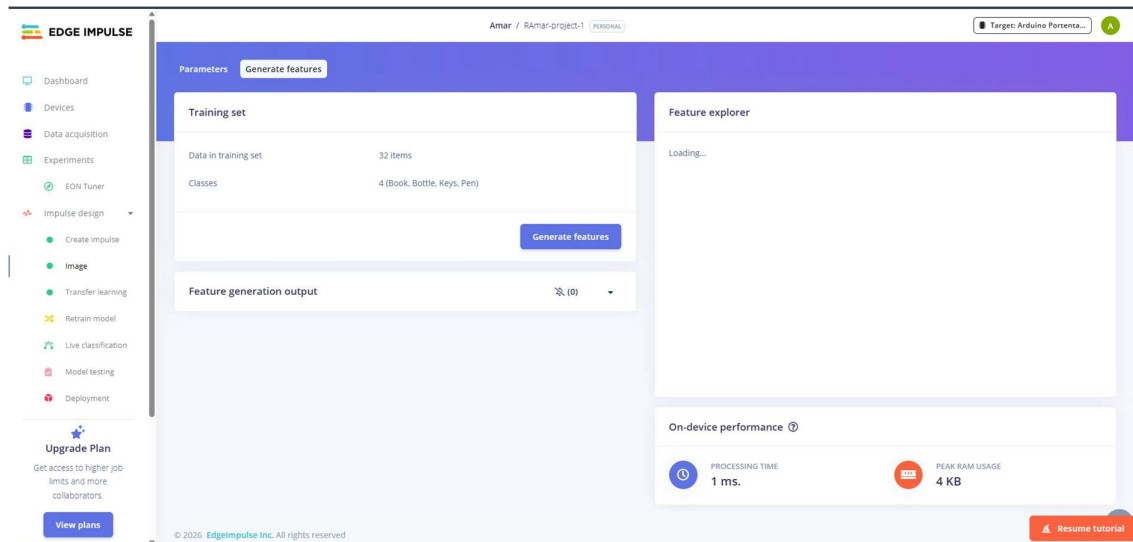 EDGE IMPULSE
Amar / RAmar-project-1 PERSONAL
Target: Arduino Portenta...
A
Dashboard
Devices
Data acquisition
Experiments
EON Tuner
Impulse design
Create impulse
Image
Transfer learning
Retrain model
Live classification
Model testing
Deployment
Upgrade Plan
Get access to higher job
limits and more
collaborators.
View plans
Parameters
Generate features
Training set
Data in training set 32 items
Classes 4 (Book, Bottle, Keys, Pen)
Generate features
Feature generation output (0)
Feature explorer
Loading...
On-device performance
PROCESSING TIME
1 ms.
PEAK RAM USAGE
4 KB
© 2026 EdgeImpulse Inc. All rights reserved
Resume tutorial